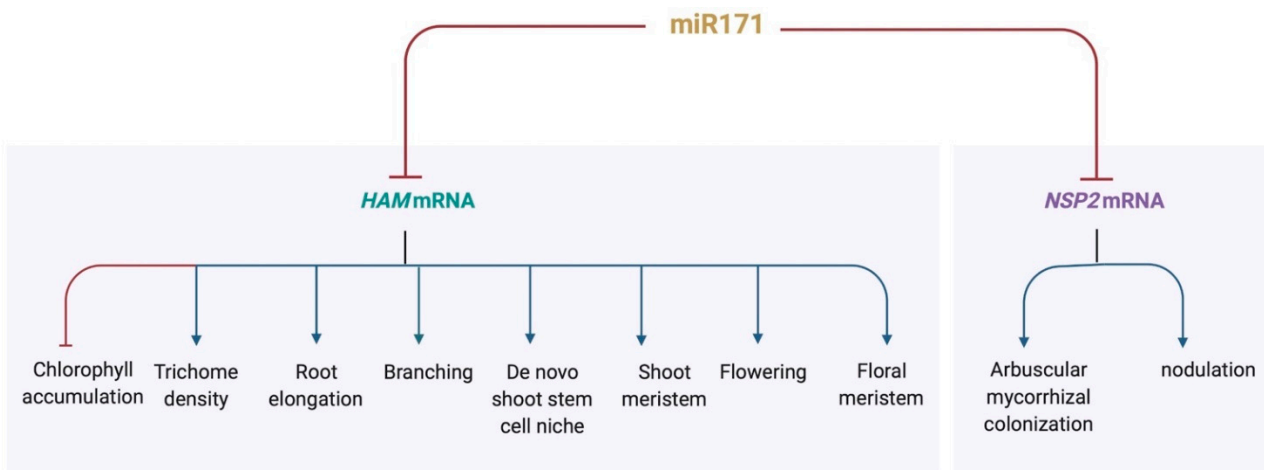 miR171
HAM mRNA
NSP2 mRNA
Chlorophyll
accumulation
Trichome
density
Root
elongation
Branching
De novo
shoot stem
cell niche
Shoot
meristem
Flowering
Floral
meristem
Arbuscular
mycorrhizal
colonization
nodulation